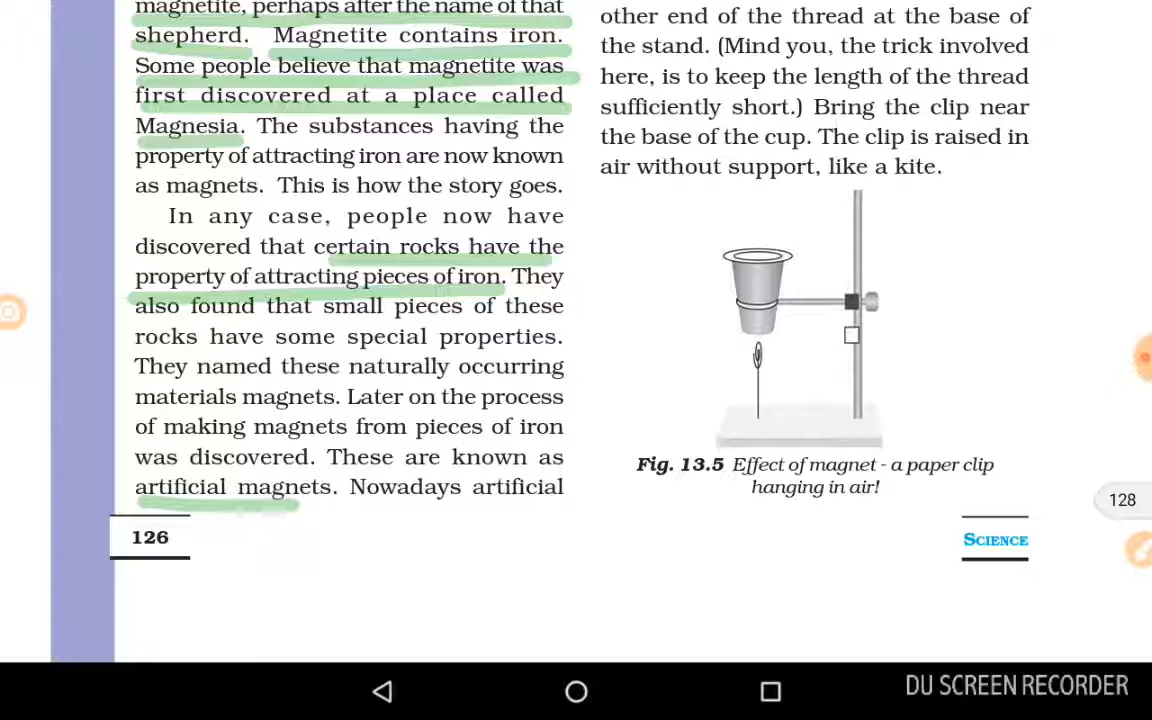 magnetite, perhaps after the name of that
shepherd. Magnetite contains iron.
Some people believe that magnetite was
first discovered at a place called
Magnesia. The substances having the
property of attracting iron are now known
as magnets. This is how the story goes.
In any case, people now have
discovered that certain rocks have the
property of attracting pieces of iron. They
also found that small pieces of these
rocks have some special properties.
They named these naturally occurring
materials magnets. Later on the process
of making magnets from pieces of iron
was discovered. These are known as
artificial magnets. Nowadays artificial
126
other end of the thread at the base of
the stand. (Mind you, the trick involved
here, is to keep the length of the thread
sufficiently short.) Bring the clip near
the base of the cup. The clip is raised in
air without support, like a kite.
Fig. 13.5 Effect of magnet - a paper clip
hanging in air!
SCIENCE
128
DU SCREEN RECORDER